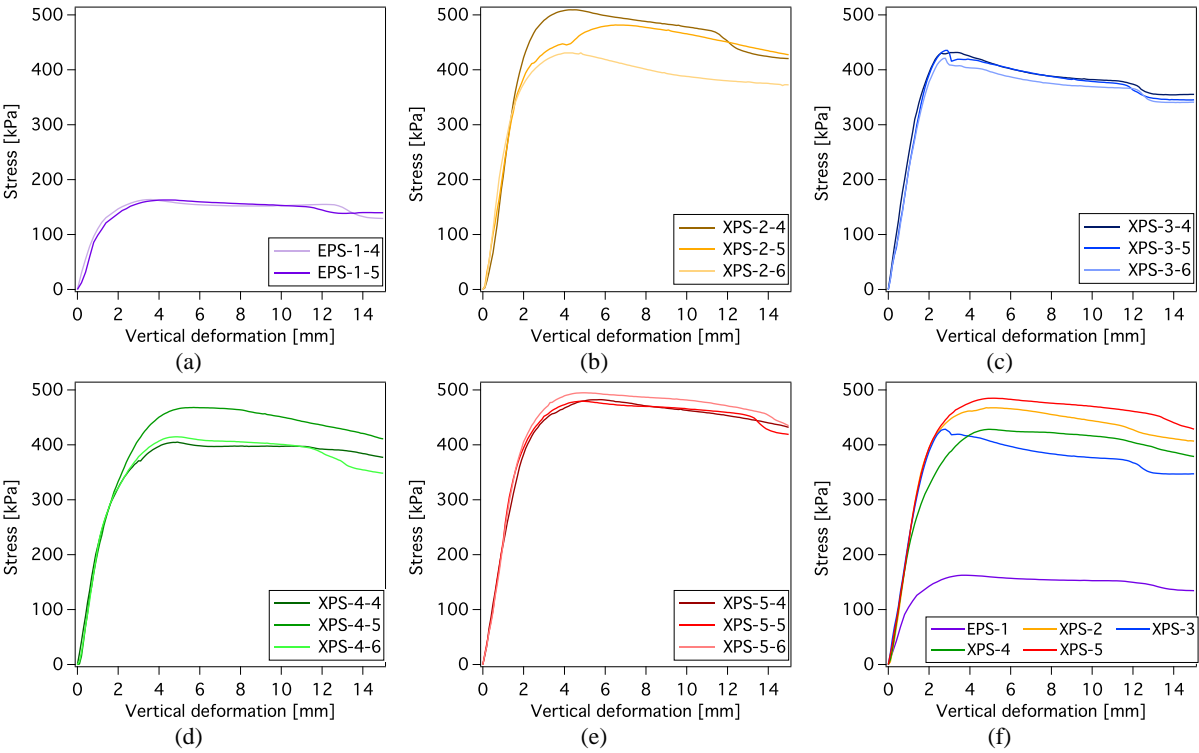 500
400
300
200
100
0
Stress [kPa]
0 2 4 6 8 10 12 14
Vertical deformation [mm]
EPS-1-4
EPS-1-5
(a)
500
400
300
200
100
0
Stress [kPa]
0 2 4 6 8 10 12 14
Vertical deformation [mm]
XPS-2-4
XPS-2-5
XPS-2-6
(b)
500
400
300
200
100
0
Stress [kPa]
0 2 4 6 8 10 12 14
Vertical deformation [mm]
XPS-3-4
XPS-3-5
XPS-3-6
(c)
500
400
300
200
100
0
Stress [kPa]
0 2 4 6 8 10 12 14
Vertical deformation [mm]
XPS-4-4
XPS-4-5
XPS-4-6
(d)
500
400
300
200
100
0
Stress [kPa]
0 2 4 6 8 10 12 14
Vertical deformation [mm]
XPS-5-4
XPS-5-5
XPS-5-6
(e)
500
400
300
200
100
0
Stress [kPa]
0 2 4 6 8 10 12 14
Vertical deformation [mm]
EPS-1 XPS-2 XPS-3
XPS-4 XPS-5
(f)